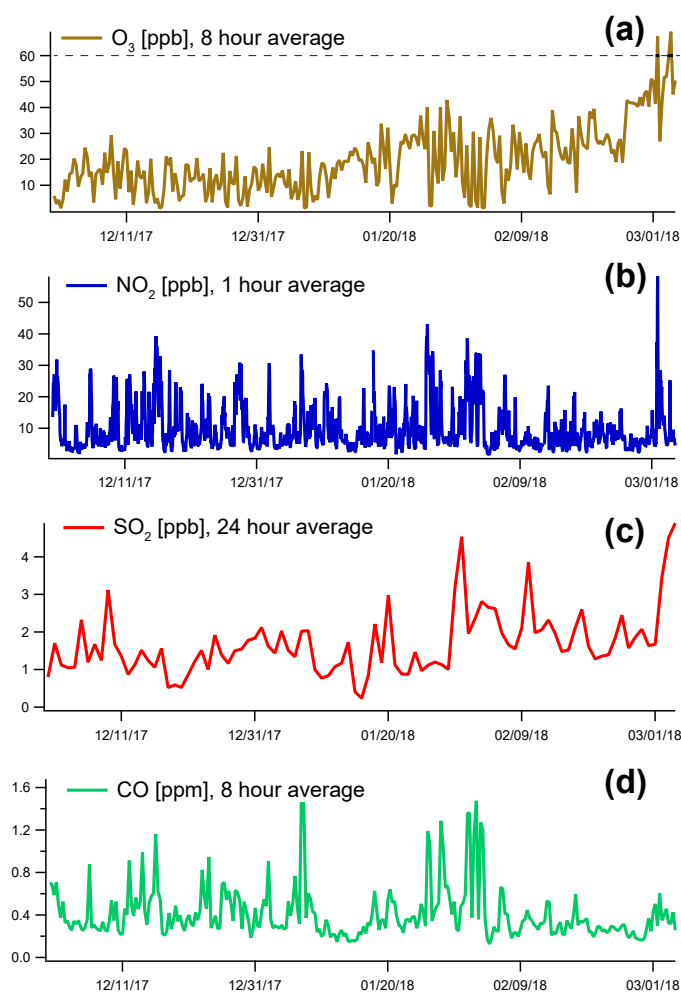 (a)
O₃ [ppb], 8 hour average
60
50
40
30
20
10
12/11/17 12/31/17 01/20/18 02/09/18 03/01/18
(b)
NO₂ [ppb], 1 hour average
50
40
30
20
10
12/11/17 12/31/17 01/20/18 02/09/18 03/01/18
(c)
SO₂ [ppb], 24 hour average
4
3
2
1
0
12/11/17 12/31/17 01/20/18 02/09/18 03/01/18
(d)
CO [ppm], 8 hour average
1.6
1.2
0.8
0.4
0.0
12/11/17 12/31/17 01/20/18 02/09/18 03/01/18